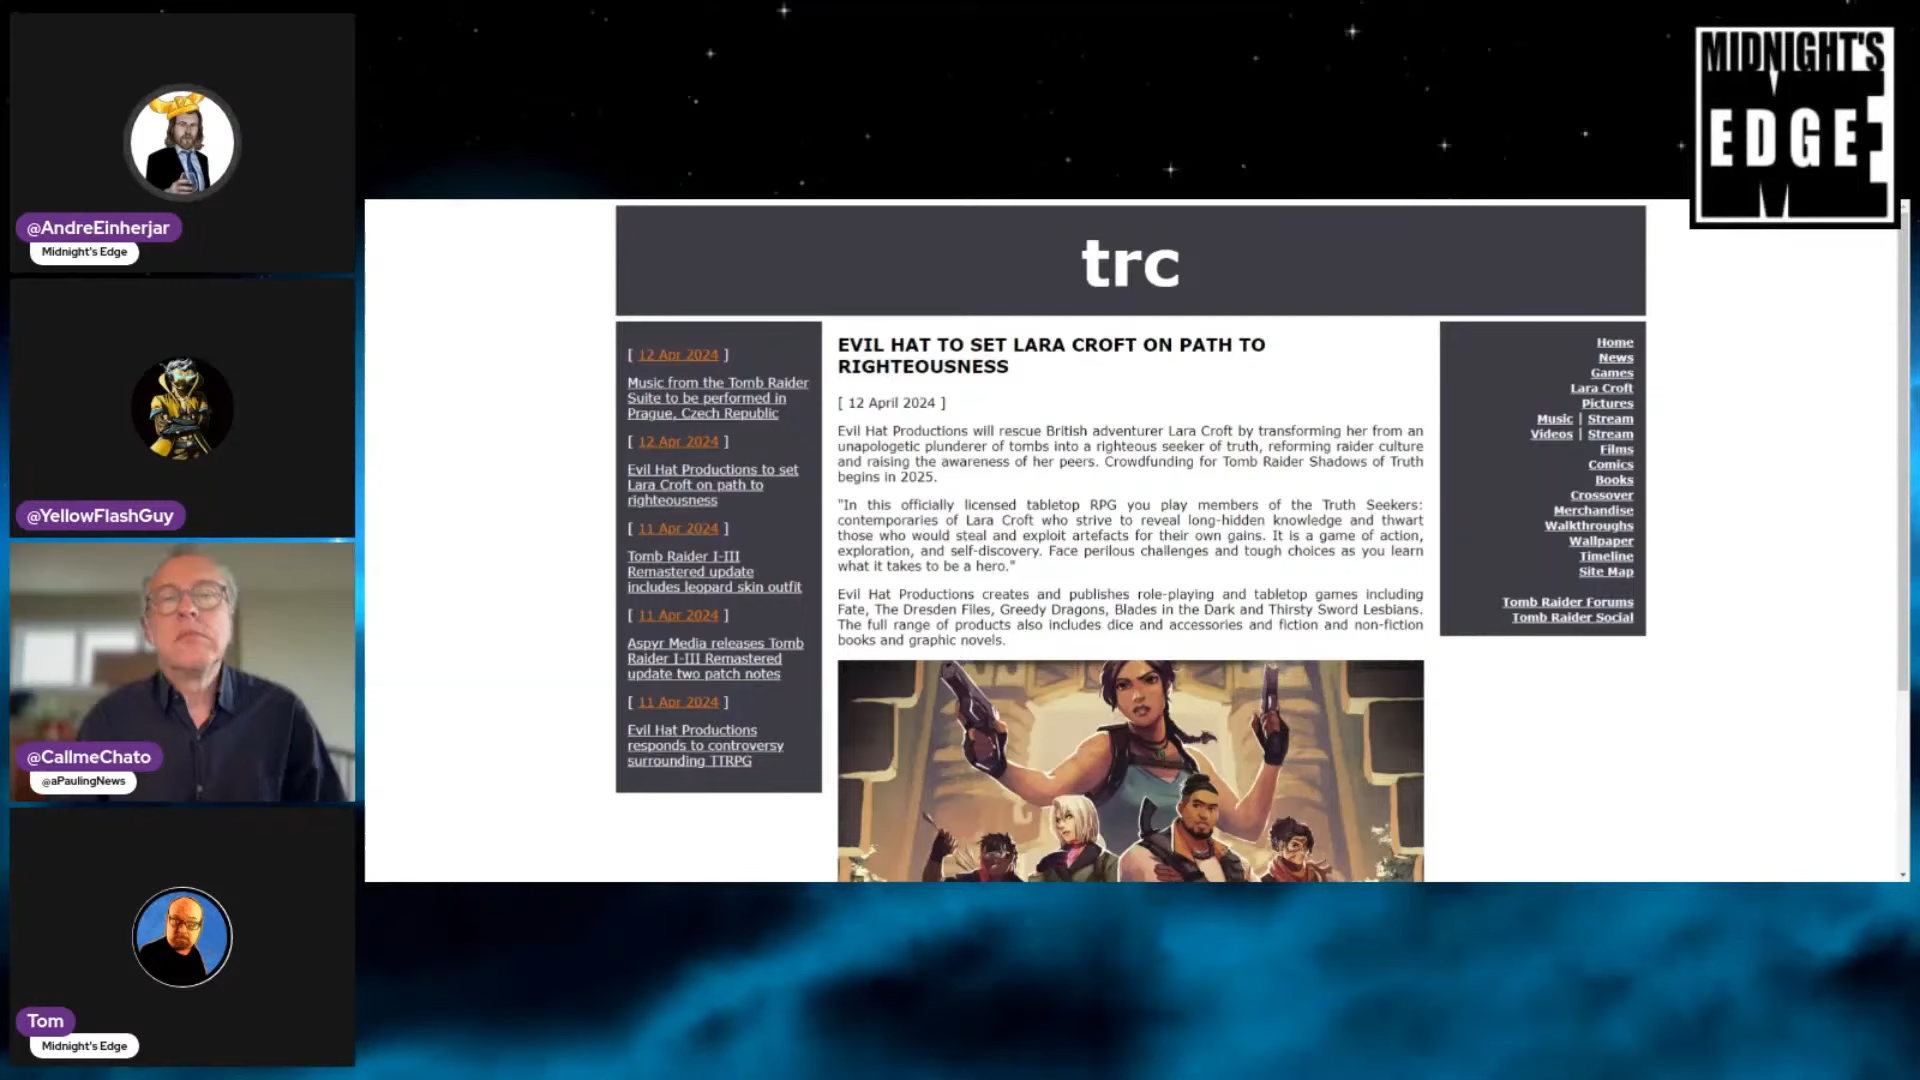 @AndreEinherjar
Midnight's Edge
@YellowFlashGuy
@CallmeChato
@aPaulingNews
Tom
Midnight's Edge
MIDNIGHT'S
EDGE
trc
[ 12 Apr 2024 ]
Music from the Tomb Raider
Suite to be performed in
Prague, Czech Republic
[ 12 Apr 2024 ]
Evil Hat Productions to set
Lara Croft on path to
righteousness
[ 11 Apr 2024 ]
Tomb Raider I-III
Remastered update
includes leopard skin outfit
[ 11 Apr 2024 ]
Aspyr Media releases Tomb
Raider I-III Remastered
update two patch notes
[ 11 Apr 2024 ]
Evil Hat Productions
responds to controversy
surrounding TTRPG
EVIL HAT TO SET LARA CROFT ON PATH TO
RIGHTEOUSNESS
[ 12 April 2024 ]
Evil Hat Productions will rescue British adventurer Lara Croft by transforming her from an
unapologetic plunderer of tombs into a righteous seeker of truth, reforming raider culture
and raising the awareness of her peers. Crowdfunding for Tomb Raider Shadows of Truth
begins in 2025.
"In this officially licensed tabletop RPG you play members of the Truth Seekers:
contemporaries of Lara Croft who strive to reveal long-hidden knowledge and thwart
those who would steal and exploit artefacts for their own gains. It is a game of action,
exploration, and self-discovery. Face perilous challenges and tough choices as you learn
what it takes to be a hero."
Evil Hat Productions creates and publishes role-playing and tabletop games including
Fate, The Dresden Files, Greedy Dragons, Blades in the Dark and Thirsty Sword Lesbians.
The full range of products also includes dice and accessories and fiction and non-fiction
books and graphic novels.
Home
News
Games
Lara Croft
Pictures
Music | Stream
Videos | Stream
Films
Comics
Books
Crossover
Merchandise
Walkthroughs
Wallpaper
Timeline
Site Map
Tomb Raider Forums
Tomb Raider Social